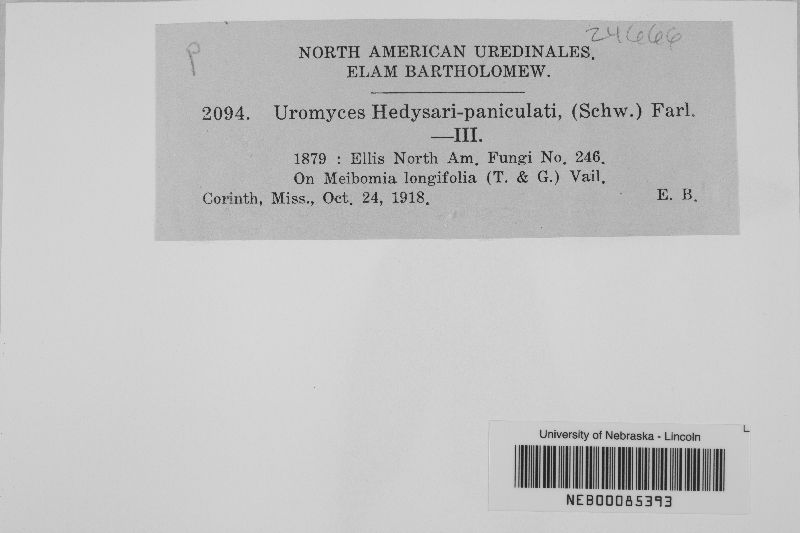 24666
P
NORTH AMERICAN UREDINALES.
ELAM BARTHOLOMEW.
2094. Uromyces Hedysari-paniculati, (Schw.) Farl.
—III.
1879 : Ellis North Am. Fungi No. 246.
On Meibomia longifolia (T. & G.) Vail.
Corinth, Miss., Oct. 24, 1918. E. B.
University of Nebraska - Lincoln
NEB00085393
L